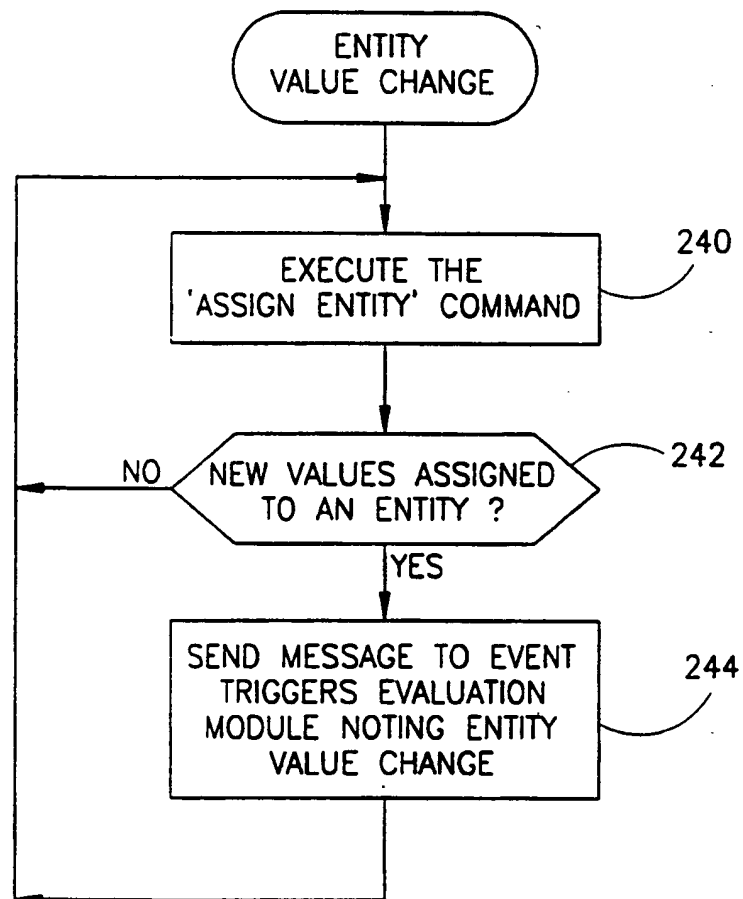 ENTITY
VALUE CHANGE
EXECUTE THE
'ASSIGN ENTITY' COMMAND
240
NEW VALUES ASSIGNED
TO AN ENTITY ?
242
NO
YES
SEND MESSAGE TO EVENT
TRIGGERS EVALUATION
MODULE NOTING ENTITY
VALUE CHANGE
244